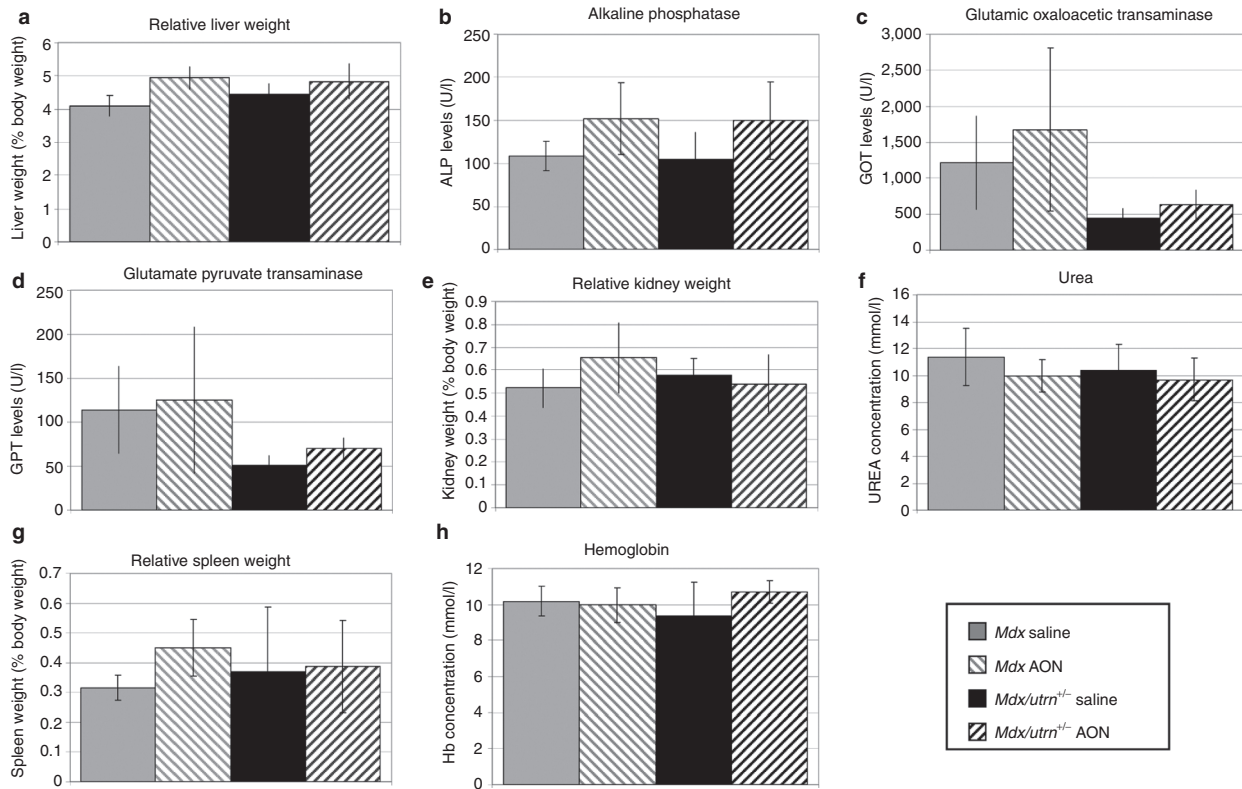 a
Relative liver weight
Liver weight (% body weight)
6
5
4
3
2
1
0
b
Alkaline phosphatase
ALP levels (U/l)
250
200
150
100
50
0
c
Glutamic oxaloacetic transaminase
GOT levels (U/l)
3,000
2,500
2,000
1,500
1,000
500
0
d
Glutamate pyruvate transaminase
GPT levels (U/l)
250
200
150
100
50
0
e
Relative kidney weight
Kidney weight (% body weight)
0.9
0.8
0.7
0.6
0.5
0.4
0.3
0.2
0.1
0
f
Urea
UREA concentration (mmol/l)
16
14
12
10
8
6
4
2
0
g
Relative spleen weight
Spleen weight (% body weight)
0.7
0.6
0.5
0.4
0.3
0.2
0.1
0
h
Hemoglobin
Hb concentration (mmol/l)
12
10
8
6
4
2
0
Mdx saline
Mdx AON
Mdx/utrn+/– saline
Mdx/utrn+/– AON